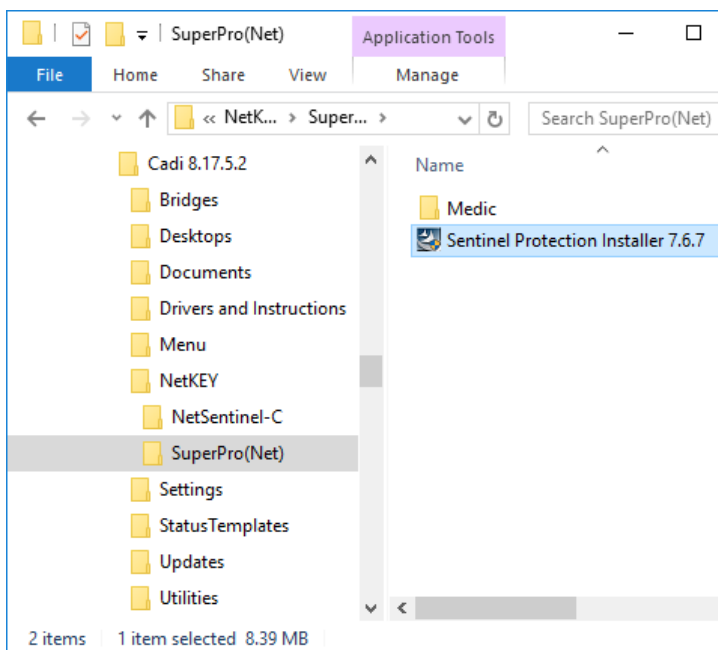 SuperPro(Net)
Application Tools
File Home Share View Manage
« NetK... › Super... ›
Search SuperPro(Net)
Cadi 8.17.5.2
Bridges
Desktops
Documents
Drivers and Instructions
Menu
NetKEY
NetSentinel-C
SuperPro(Net)
Settings
StatusTemplates
Updates
Utilities
Name
Medic
Sentinel Protection Installer 7.6.7
2 items 1 item selected 8.39 MB